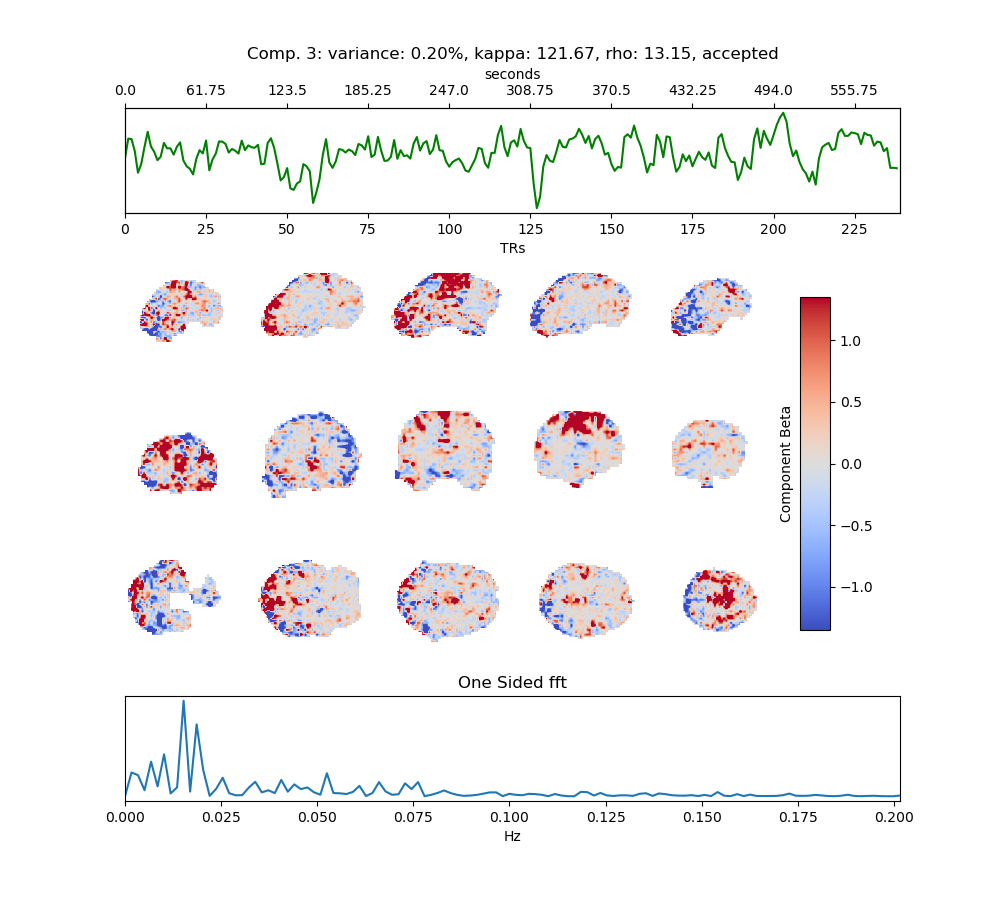 Comp. 3: variance: 0.20%, kappa: 121.67, rho: 13.15, accepted
seconds
0.0 61.75 123.5 185.25 247.0 308.75 370.5 432.25 494.0 555.75
0 25 50 75 100 125 150 175 200 225
TRs
1.0
0.5
0.0
−0.5
−1.0
Component Beta
One Sided fft
0.000 0.025 0.050 0.075 0.100 0.125 0.150 0.175 0.200
Hz